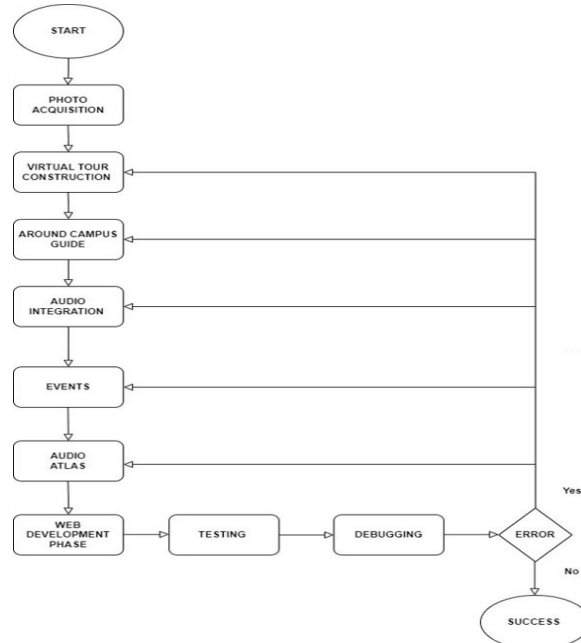 START
PHOTO
ACQUISITION
VIRTUAL TOUR
CONSTRUCTION
AROUND CAMPUS
GUIDE
AUDIO
INTEGRATION
EVENTS
AUDIO
ATLAS
Yes
WEB
DEVELOPMENT
PHASE
TESTING
DEBUGGING
ERROR
No
SUCCESS